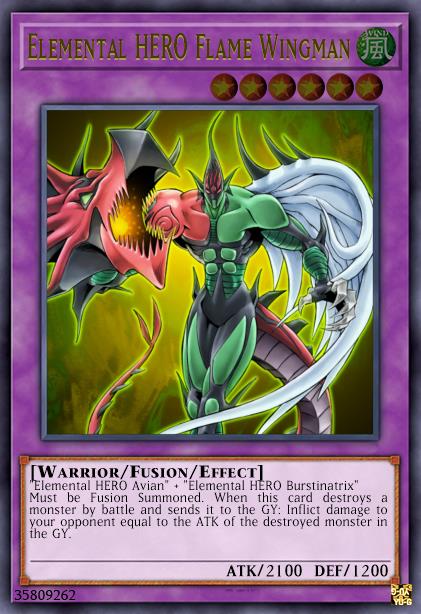 Elemental HERO Flame Wingman
WIND
風
[Warrior/Fusion/Effect]
"Elemental HERO Avian" + "Elemental HERO Burstinatrix"
Must be Fusion Summoned. When this card destroys a
monster by battle and sends it to the GY: Inflict damage to
your opponent equal to the ATK of the destroyed monster in
the GY.
ATK/2100 DEF/1200
35809262